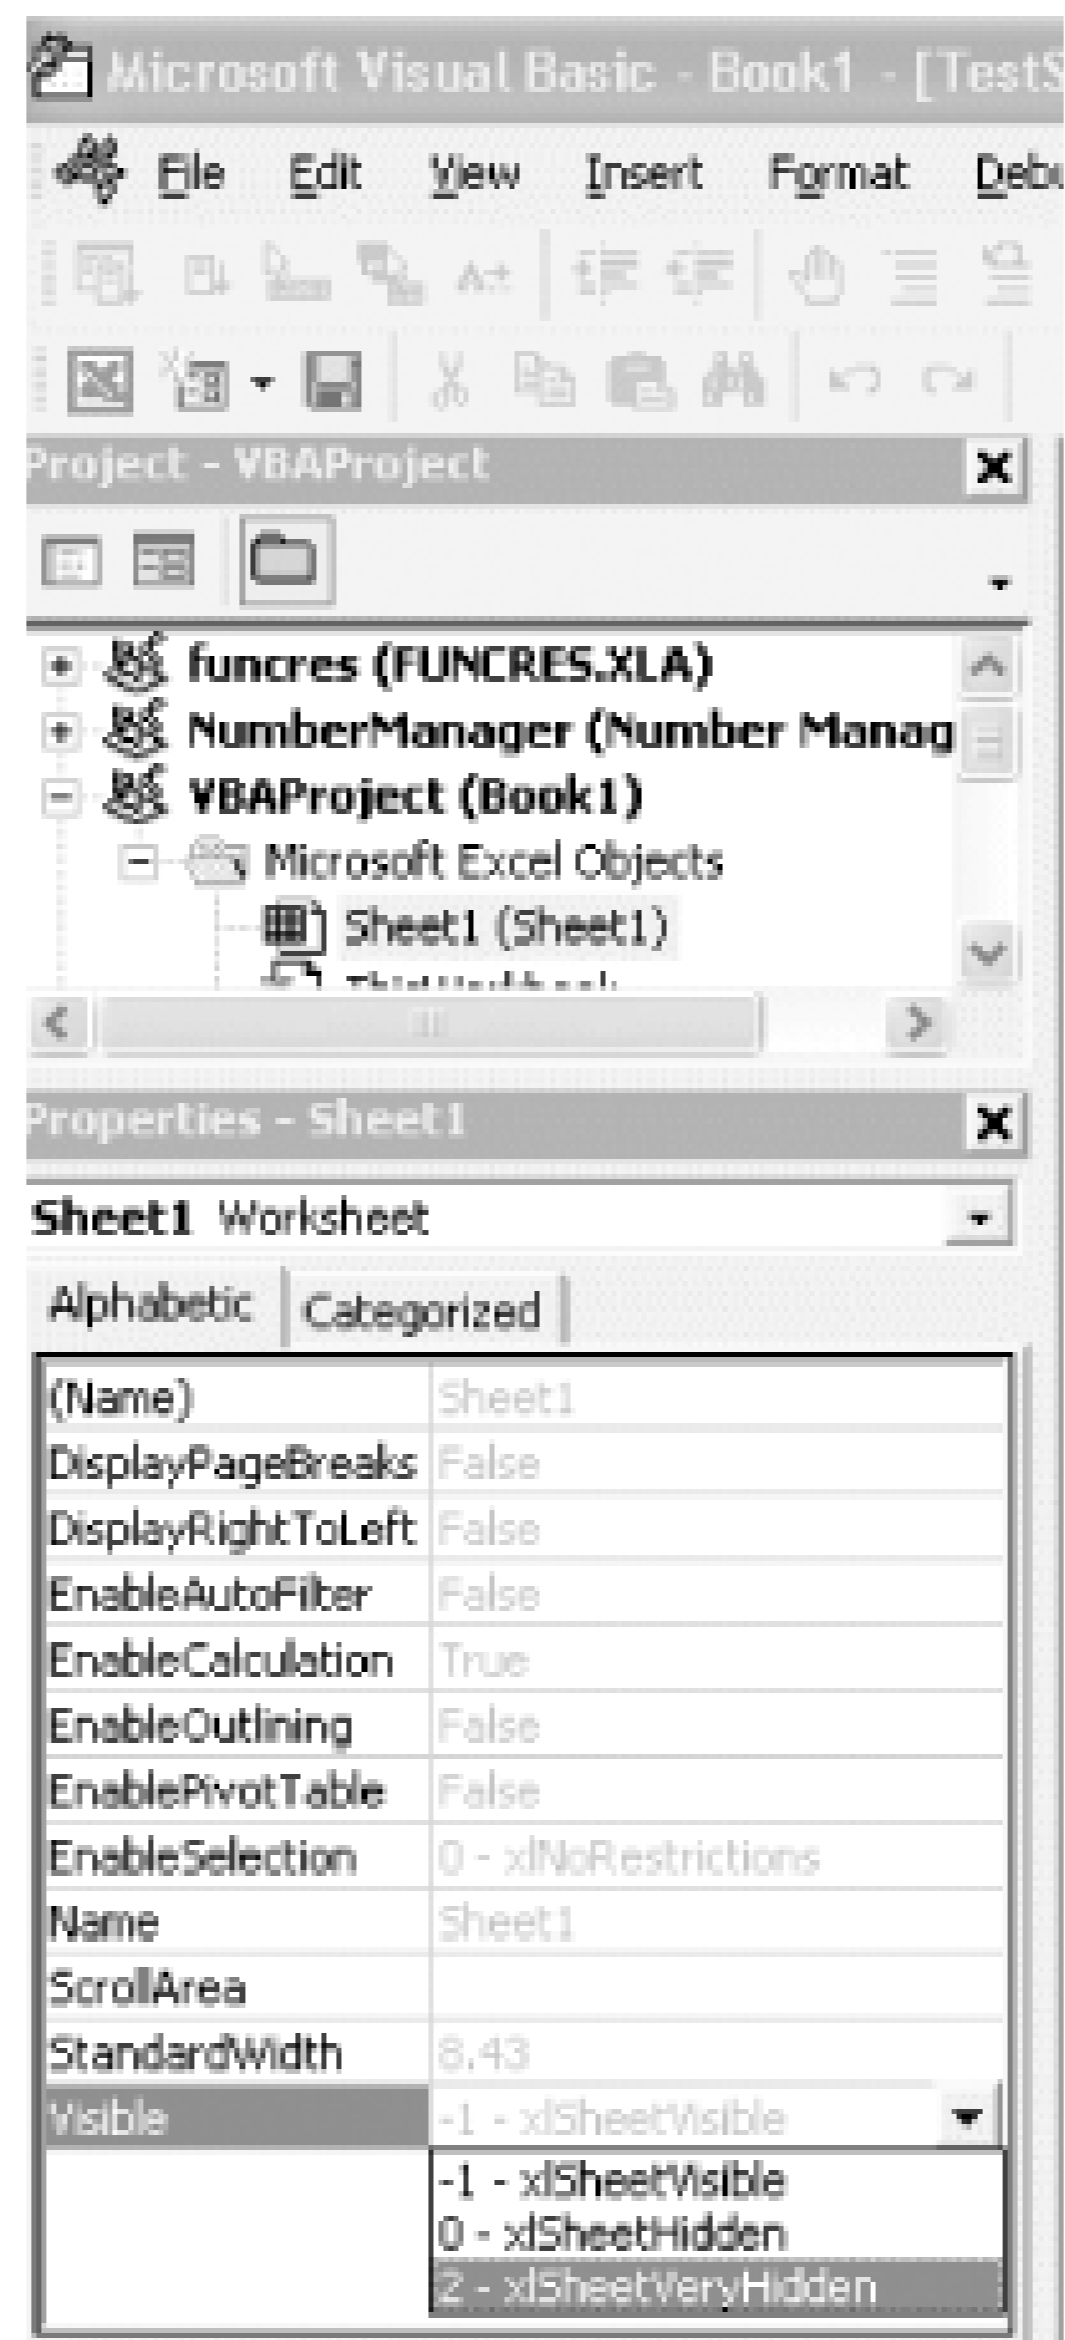 Microsoft Visual Basic - Book1 - [TestS
File Edit View Insert Format Debu
Project - VBAProject
funcres (FUNCRES.XLA)
NumberManager (Number Manag
VBAProject (Book1)
Microsoft Excel Objects
Sheet1 (Sheet1)
Properties - Sheet1
Sheet1 Worksheet
Alphabetic Categorized
(Name) Sheet1
DisplayPageBreaks False
DisplayRightToLeft False
EnableAutoFilter False
EnableCalculation True
EnableOutlining False
EnablePivotTable False
EnableSelection 0 - xlNoRestrictions
Name Sheet1
ScrollArea
StandardWidth 8.43
Visible -1 - xlSheetVisible
-1 - xlSheetVisible
0 - xlSheetHidden
2 - xlSheetVeryHidden